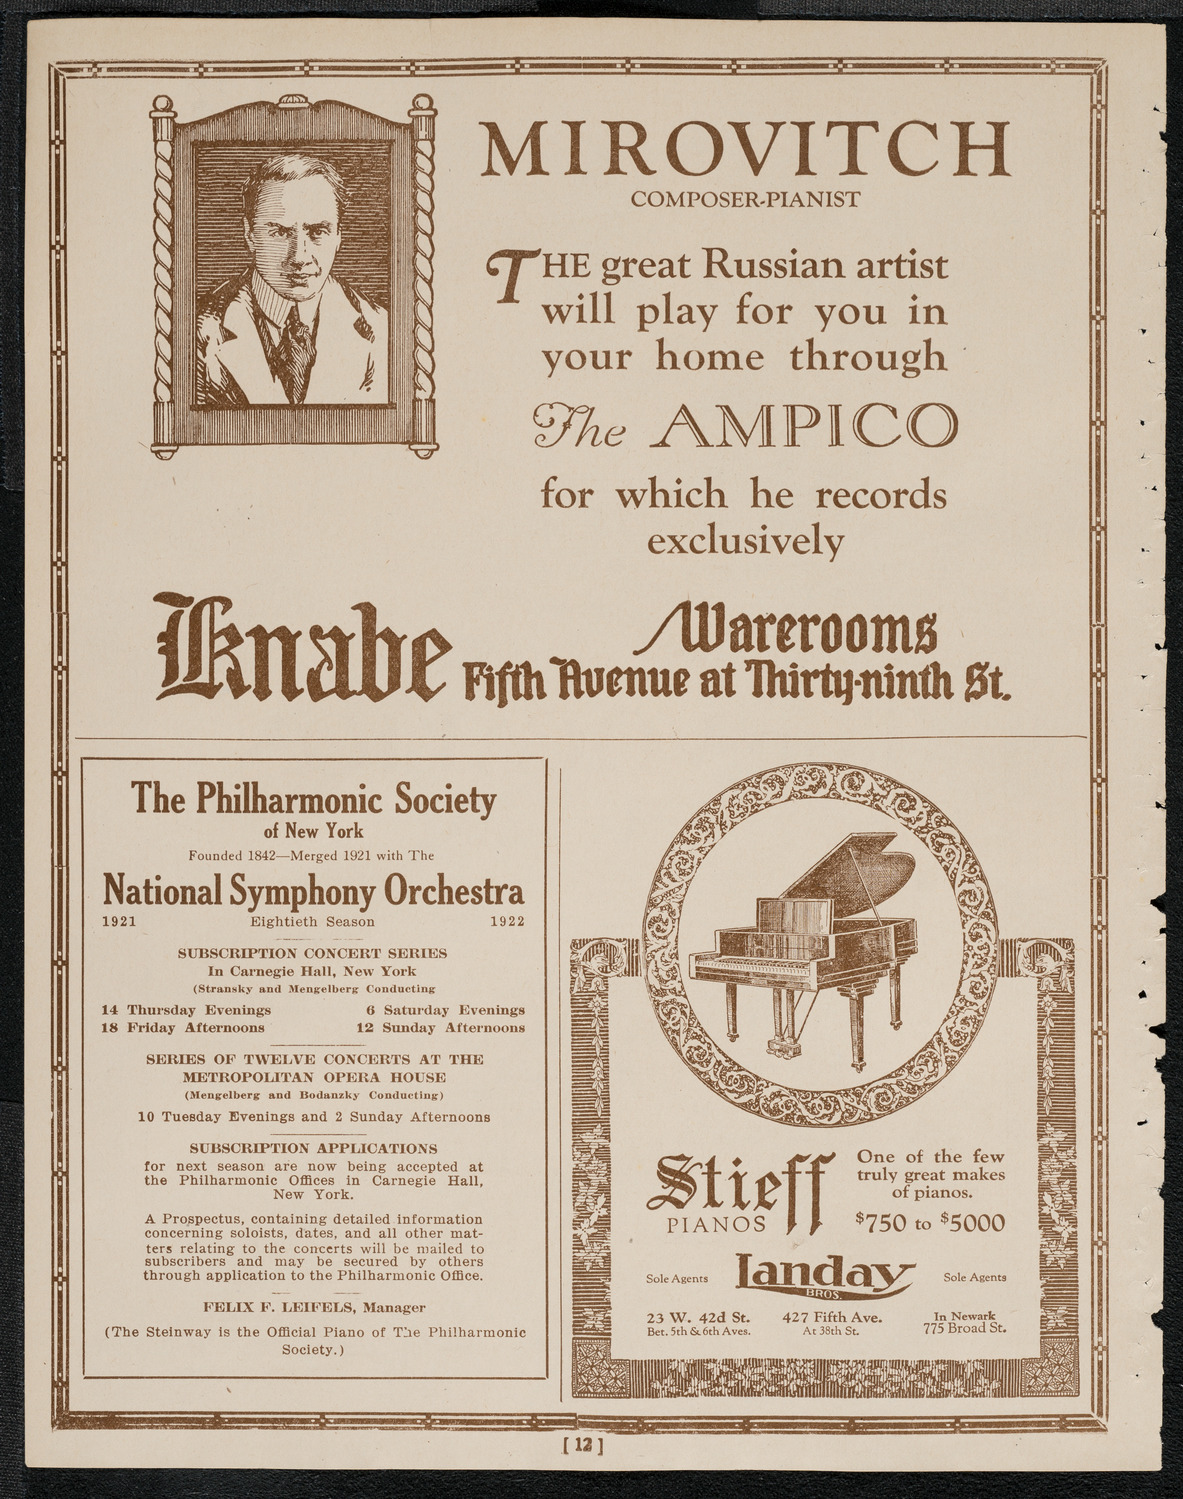 MIROVITCH
COMPOSER-PIANIST
THE great Russian artist
will play for you in
your home through
The AMPICO
for which he records
exclusively
Knabe Warerooms
Fifth Avenue at Thirty-ninth St.
The Philharmonic Society
of New York
Founded 1842—Merged 1921 with The
National Symphony Orchestra
1921 Eightieth Season 1922
SUBSCRIPTION CONCERT SERIES
In Carnegie Hall, New York
(Stransky and Mengelberg Conducting
14 Thursday Evenings 6 Saturday Evenings
18 Friday Afternoons 12 Sunday Afternoons
SERIES OF TWELVE CONCERTS AT THE
METROPOLITAN OPERA HOUSE
(Mengelberg and Bodanzky Conducting)
10 Tuesday Evenings and 2 Sunday Afternoons
SUBSCRIPTION APPLICATIONS
for next season are now being accepted at
the Philharmonic Offices in Carnegie Hall,
New York.
A Prospectus, containing detailed information
concerning soloists, dates, and all other mat-
ters relating to the concerts will be mailed to
subscribers and may be secured by others
through application to the Philharmonic Office.
FELIX F. LEIFELS, Manager
(The Steinway is the Official Piano of The Philharmonic
Society.)
Stieff
PIANOS
One of the few
truly great makes
of pianos.
$750 to $5000
Sole Agents Landay Sole Agents
BROS.
23 W. 42d St. 427 Fifth Ave. In Newark
Bet. 5th & 6th Aves. At 38th St. 775 Broad St.
[ 12 ]